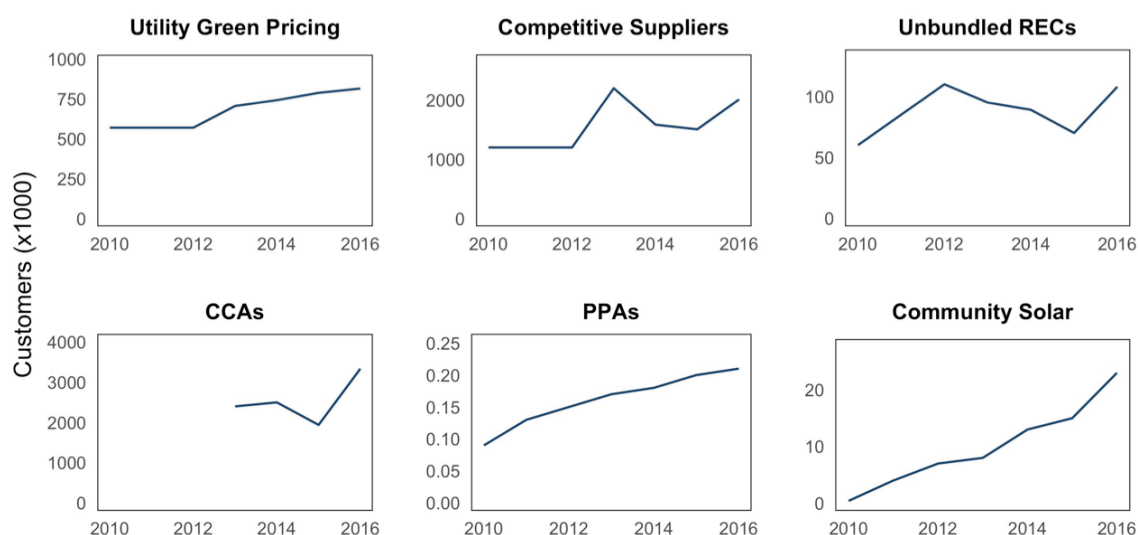 Utility Green Pricing
Competitive Suppliers
Unbundled RECs
Customers (x1000)
1000
750
500
250
0
2010 2012 2014 2016
2000
1000
0
2010 2012 2014 2016
100
50
0
2010 2012 2014 2016
CCAs
PPAs
Community Solar
4000
3000
2000
1000
0
2010 2012 2014 2016
0.25
0.20
0.15
0.10
0.05
0.00
2010 2012 2014 2016
20
10
0
2010 2012 2014 2016